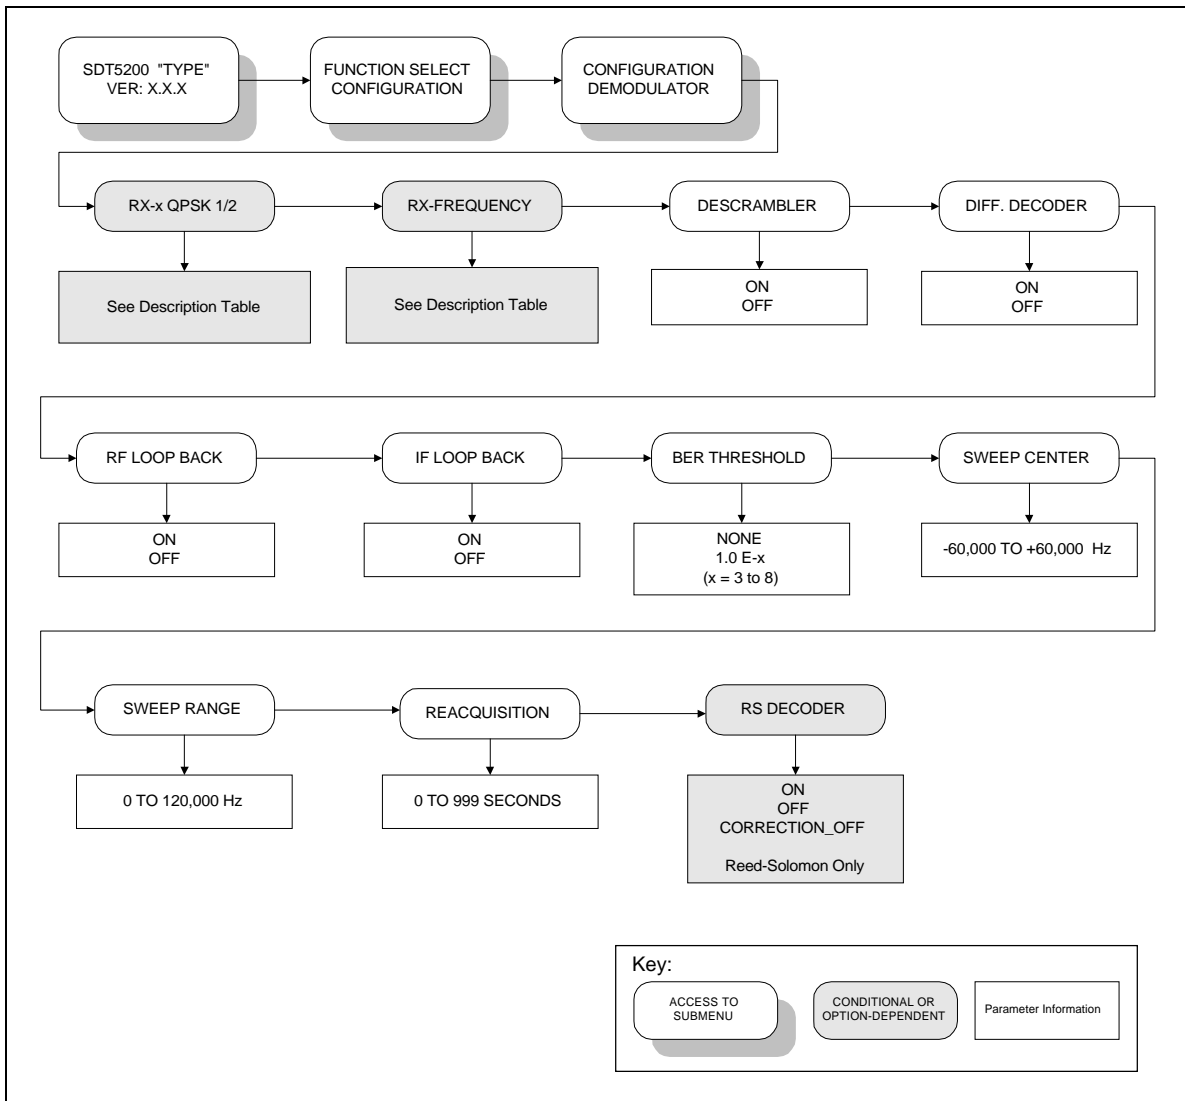 SDT5200 "TYPE"
VER: X.X.X
FUNCTION SELECT
CONFIGURATION
CONFIGURATION
DEMODULATOR
RX-x QPSK 1/2
RX-FREQUENCY
DESCRAMBLER
DIFF. DECODER
See Description Table
See Description Table
ON
OFF
ON
OFF
RF LOOP BACK
IF LOOP BACK
BER THRESHOLD
SWEEP CENTER
ON
OFF
ON
OFF
NONE
1.0 E-x
(x = 3 to 8)
-60,000 TO +60,000 Hz
SWEEP RANGE
REACQUISITION
RS DECODER
0 TO 120,000 Hz
0 TO 999 SECONDS
ON
OFF
CORRECTION_OFF
Reed-Solomon Only
Key:
ACCESS TO
SUBMENU
CONDITIONAL OR
OPTION-DEPENDENT
Parameter Information